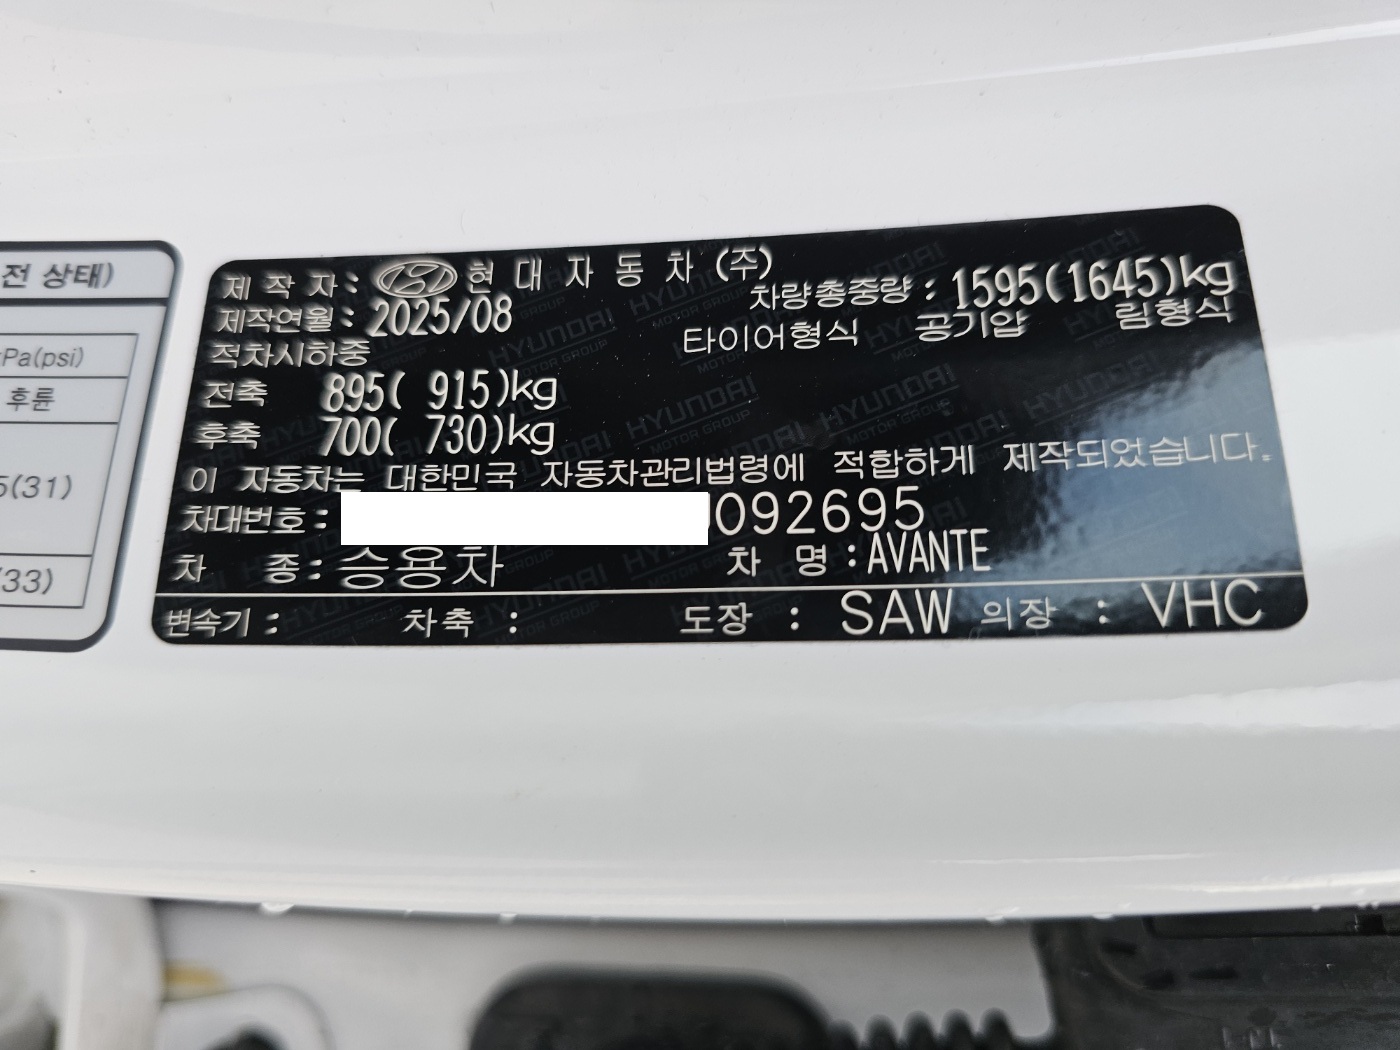 전 상태)
Pa(psi)
후륜
5(31)
(33)
제 작 자 : 현 대 자 동 차 (주)
제작연월 : 2025/08
차량총중량 : 1595(1645)kg
적차시하중
타이어형식 공기압 림형식
전축 895( 915)kg
후축 700( 730)kg
이 자동차는 대한민국 자동차관리법령에 적합하게 제작되었습니다.
차대번호 : 092695
차 종 : 승용차 차 명 : AVANTE
변속기 : 차축 : 도장 : SAW 의장 : VHC
HYUNDAI
MOTOR GROUP